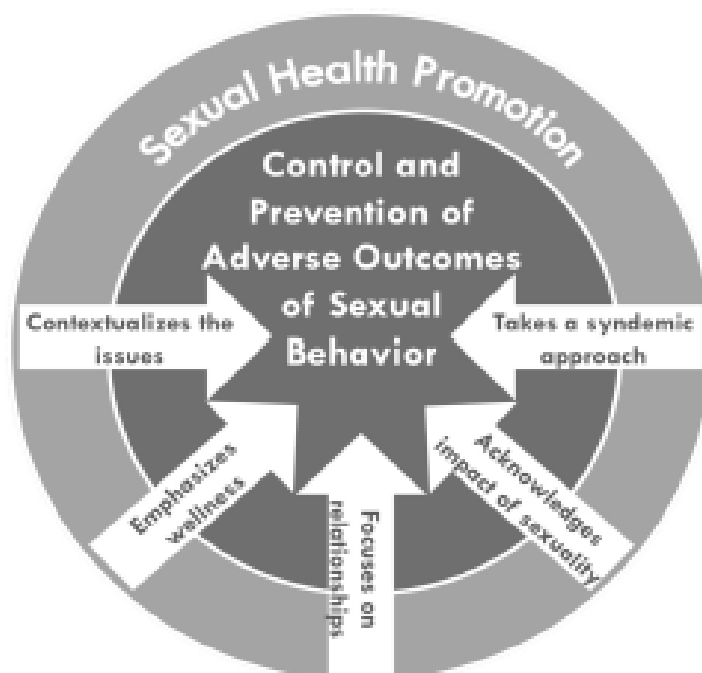 Sexual Health Promotion
Control and
Prevention of
Adverse Outcomes
of Sexual
Behavior
Contextualizes the
issues
Takes a syndemic
approach
Emphasizes
wellness
Focuses on
relationships
Acknowledges
impact of sexuality